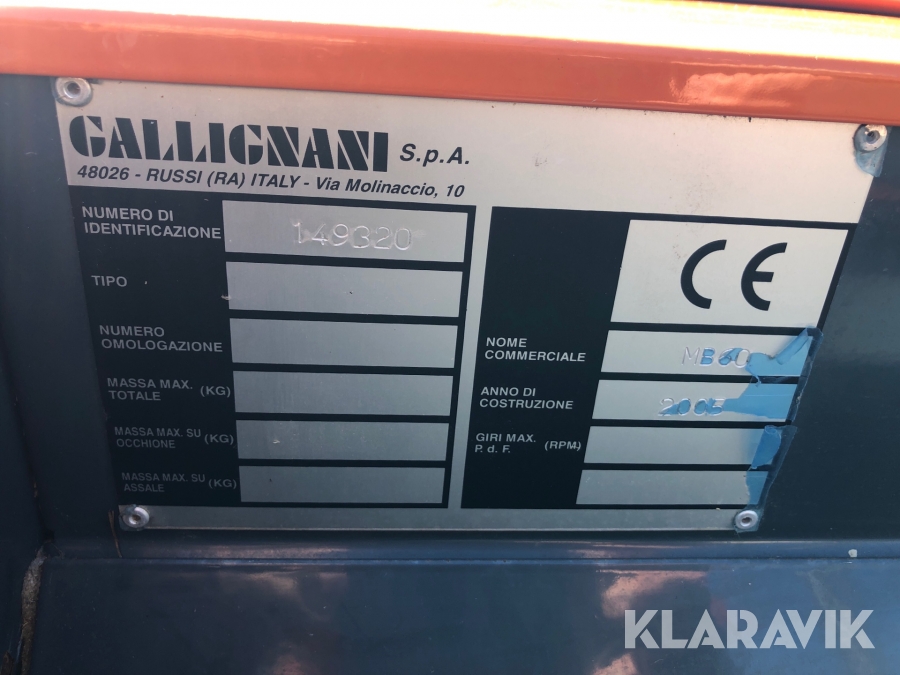 GALLIGNANI S.p.A.
48026 - RUSSI (RA) ITALY - Via Molinaccio, 10
NUMERO DI
IDENTIFICAZIONE
149320
TIPO
NUMERO
OMOLOGAZIONE
MASSA MAX. (KG)
TOTALE
MASSA MAX. SU (KG)
OCCHIONE
MASSA MAX. SU (KG)
ASSALE
CE
NOME
COMMERCIALE
MB60
ANNO DI
COSTRUZIONE
2005
GIRI MAX. (RPM)
P. d. F.
KLARAVIK